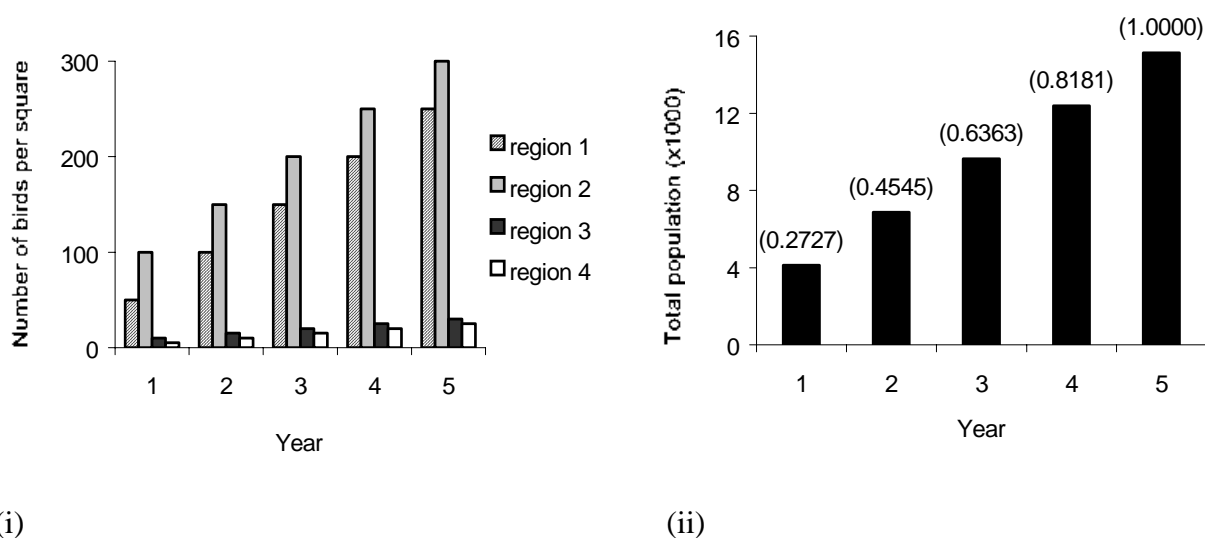 Number of birds per square
300
200
100
0
1 2 3 4 5
Year
region 1
region 2
region 3
region 4
(i)
Total population (x1000)
16
12
8
4
0
(0.2727)
(0.4545)
(0.6363)
(0.8181)
(1.0000)
1 2 3 4 5
Year
(ii)